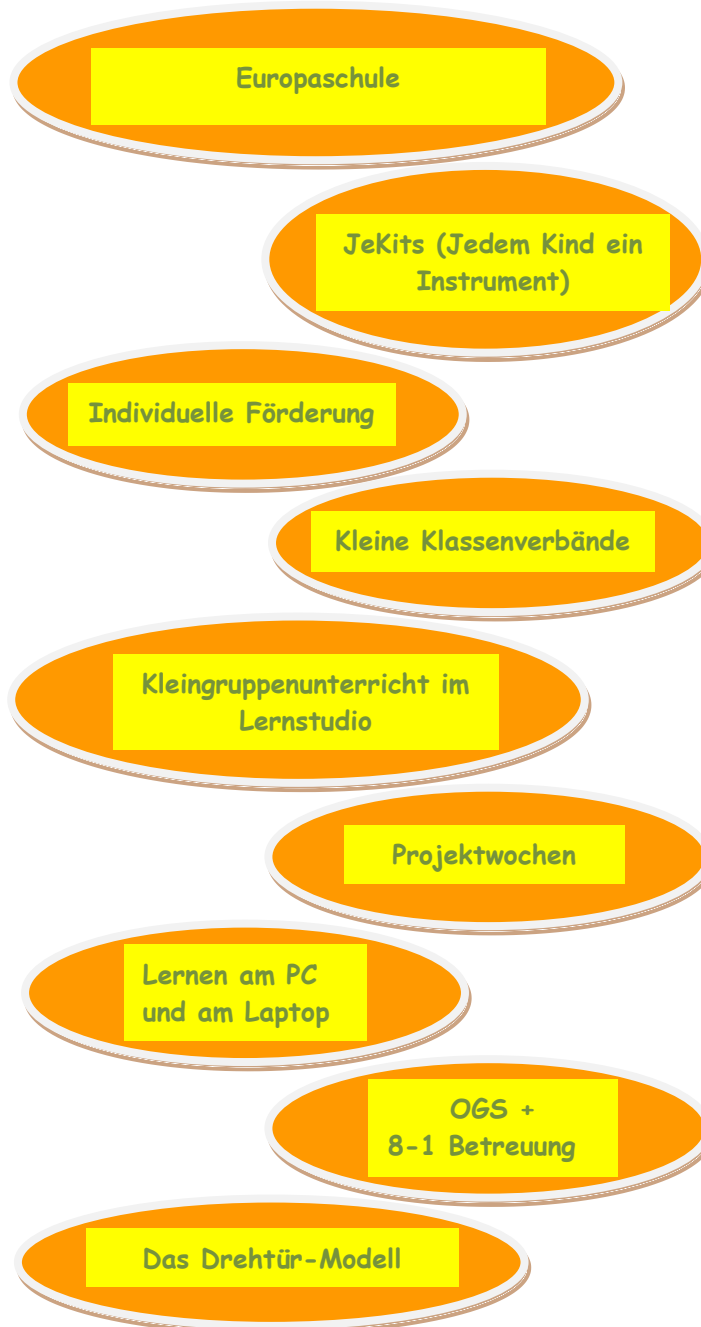 Europaschule
JeKits (Jedem Kind ein
Instrument)
Individuelle Förderung
Kleine Klassenverbände
Kleingruppenunterricht im
Lernstudio
Projektwochen
Lernen am PC
und am Laptop
OGS +
8-1 Betreuung
Das Drehtür-Modell